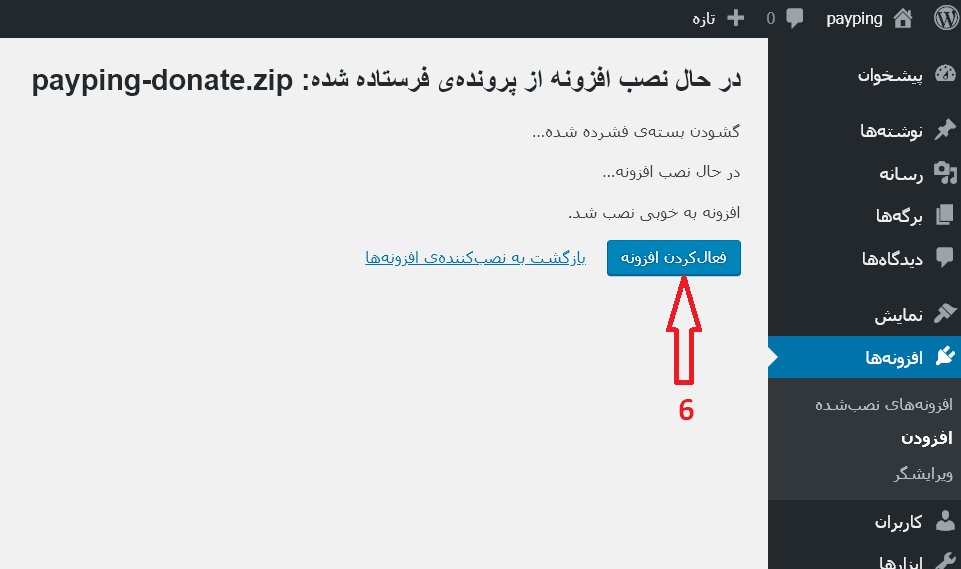 payping 0 تازه
پیشخوان
نوشته‌ها
رسانه
برگه‌ها
دیدگاه‌ها
نمایش
افزونه‌ها
افزونه‌های نصب‌شده
افزودن
ویرایشگر
کاربران
ابزارها
در حال نصب افزونه از پرونده‌ی فرستاده شده: payping-donate.zip
گشودن بسته‌ی فشرده شده...
در حال نصب افزونه...
افزونه به خوبی نصب شد.
فعال‌کردن افزونه بازگشت به نصب‌کننده‌ی افزونه‌ها
6